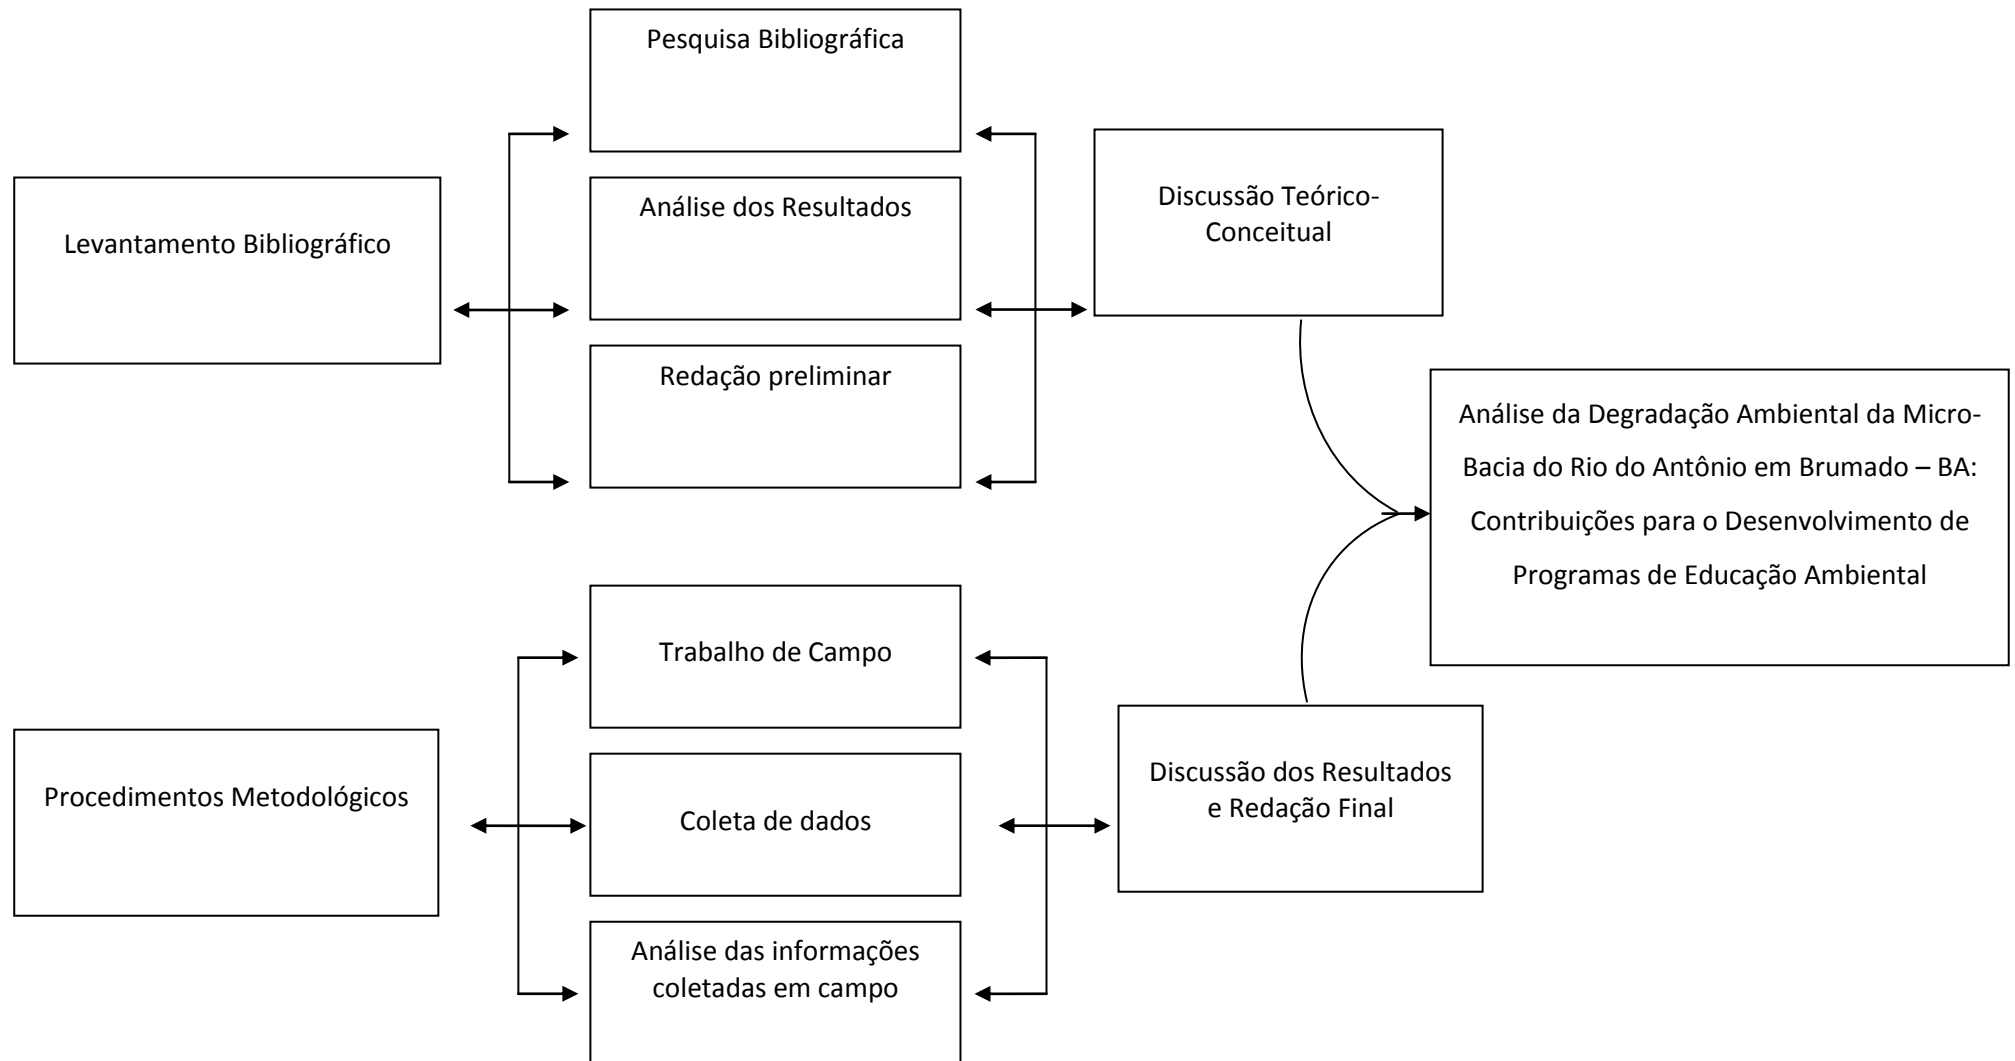 Pesquisa Bibliográfica
Levantamento Bibliográfico
Análise dos Resultados
Redação preliminar
Discussão Teórico-
Conceitual
Análise da Degradação Ambiental da Micro-
Bacia do Rio do Antônio em Brumado – BA:
Contribuições para o Desenvolvimento de
Programas de Educação Ambiental
Procedimentos Metodológicos
Trabalho de Campo
Coleta de dados
Análise das informações
coletadas em campo
Discussão dos Resultados
e Redação Final